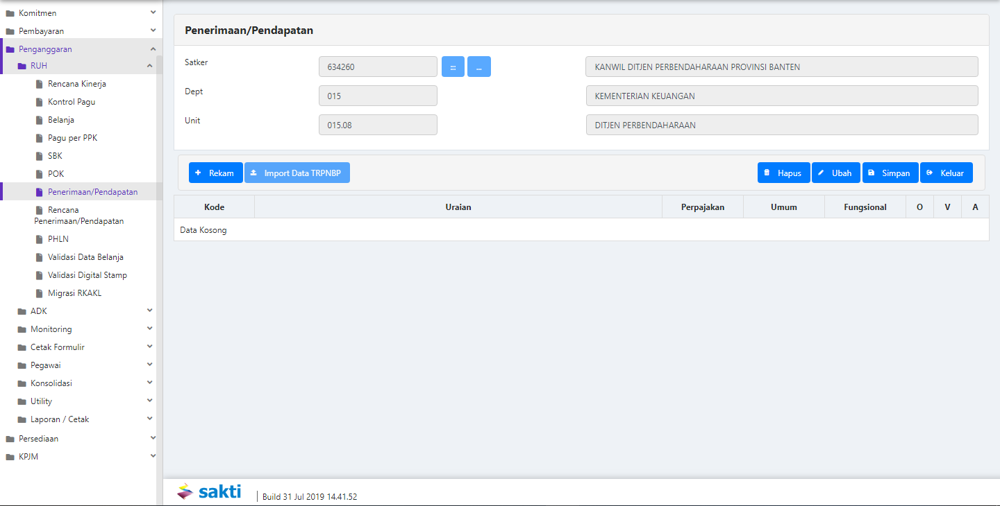 Komitmen
Pembayaran
Penganggaran
RUH
Rencana Kinerja
Kontrol Pagu
Belanja
Pagu per PPK
SBK
POK
Penerimaan/Pendapatan
Rencana
Penerimaan/Pendapatan
PHLN
Validasi Data Belanja
Validasi Digital Stamp
Migrasi RKAKL
ADK
Monitoring
Cetak Formulir
Pegawai
Konsolidasi
Utility
Laporan / Cetak
Persediaan
KPJM
Penerimaan/Pendapatan
Satker 634260 ::: ... KANWIL DITJEN PERBENDAHARAAN PROVINSI BANTEN
Dept 015 KEMENTERIAN KEUANGAN
Unit 015.08 DITJEN PERBENDAHARAAN
Rekam Import Data TRPNBP Hapus Ubah Simpan Keluar
Kode Uraian Perpajakan Umum Fungsional O V A
Data Kosong
sakti Build 31 Jul 2019 14.41.52